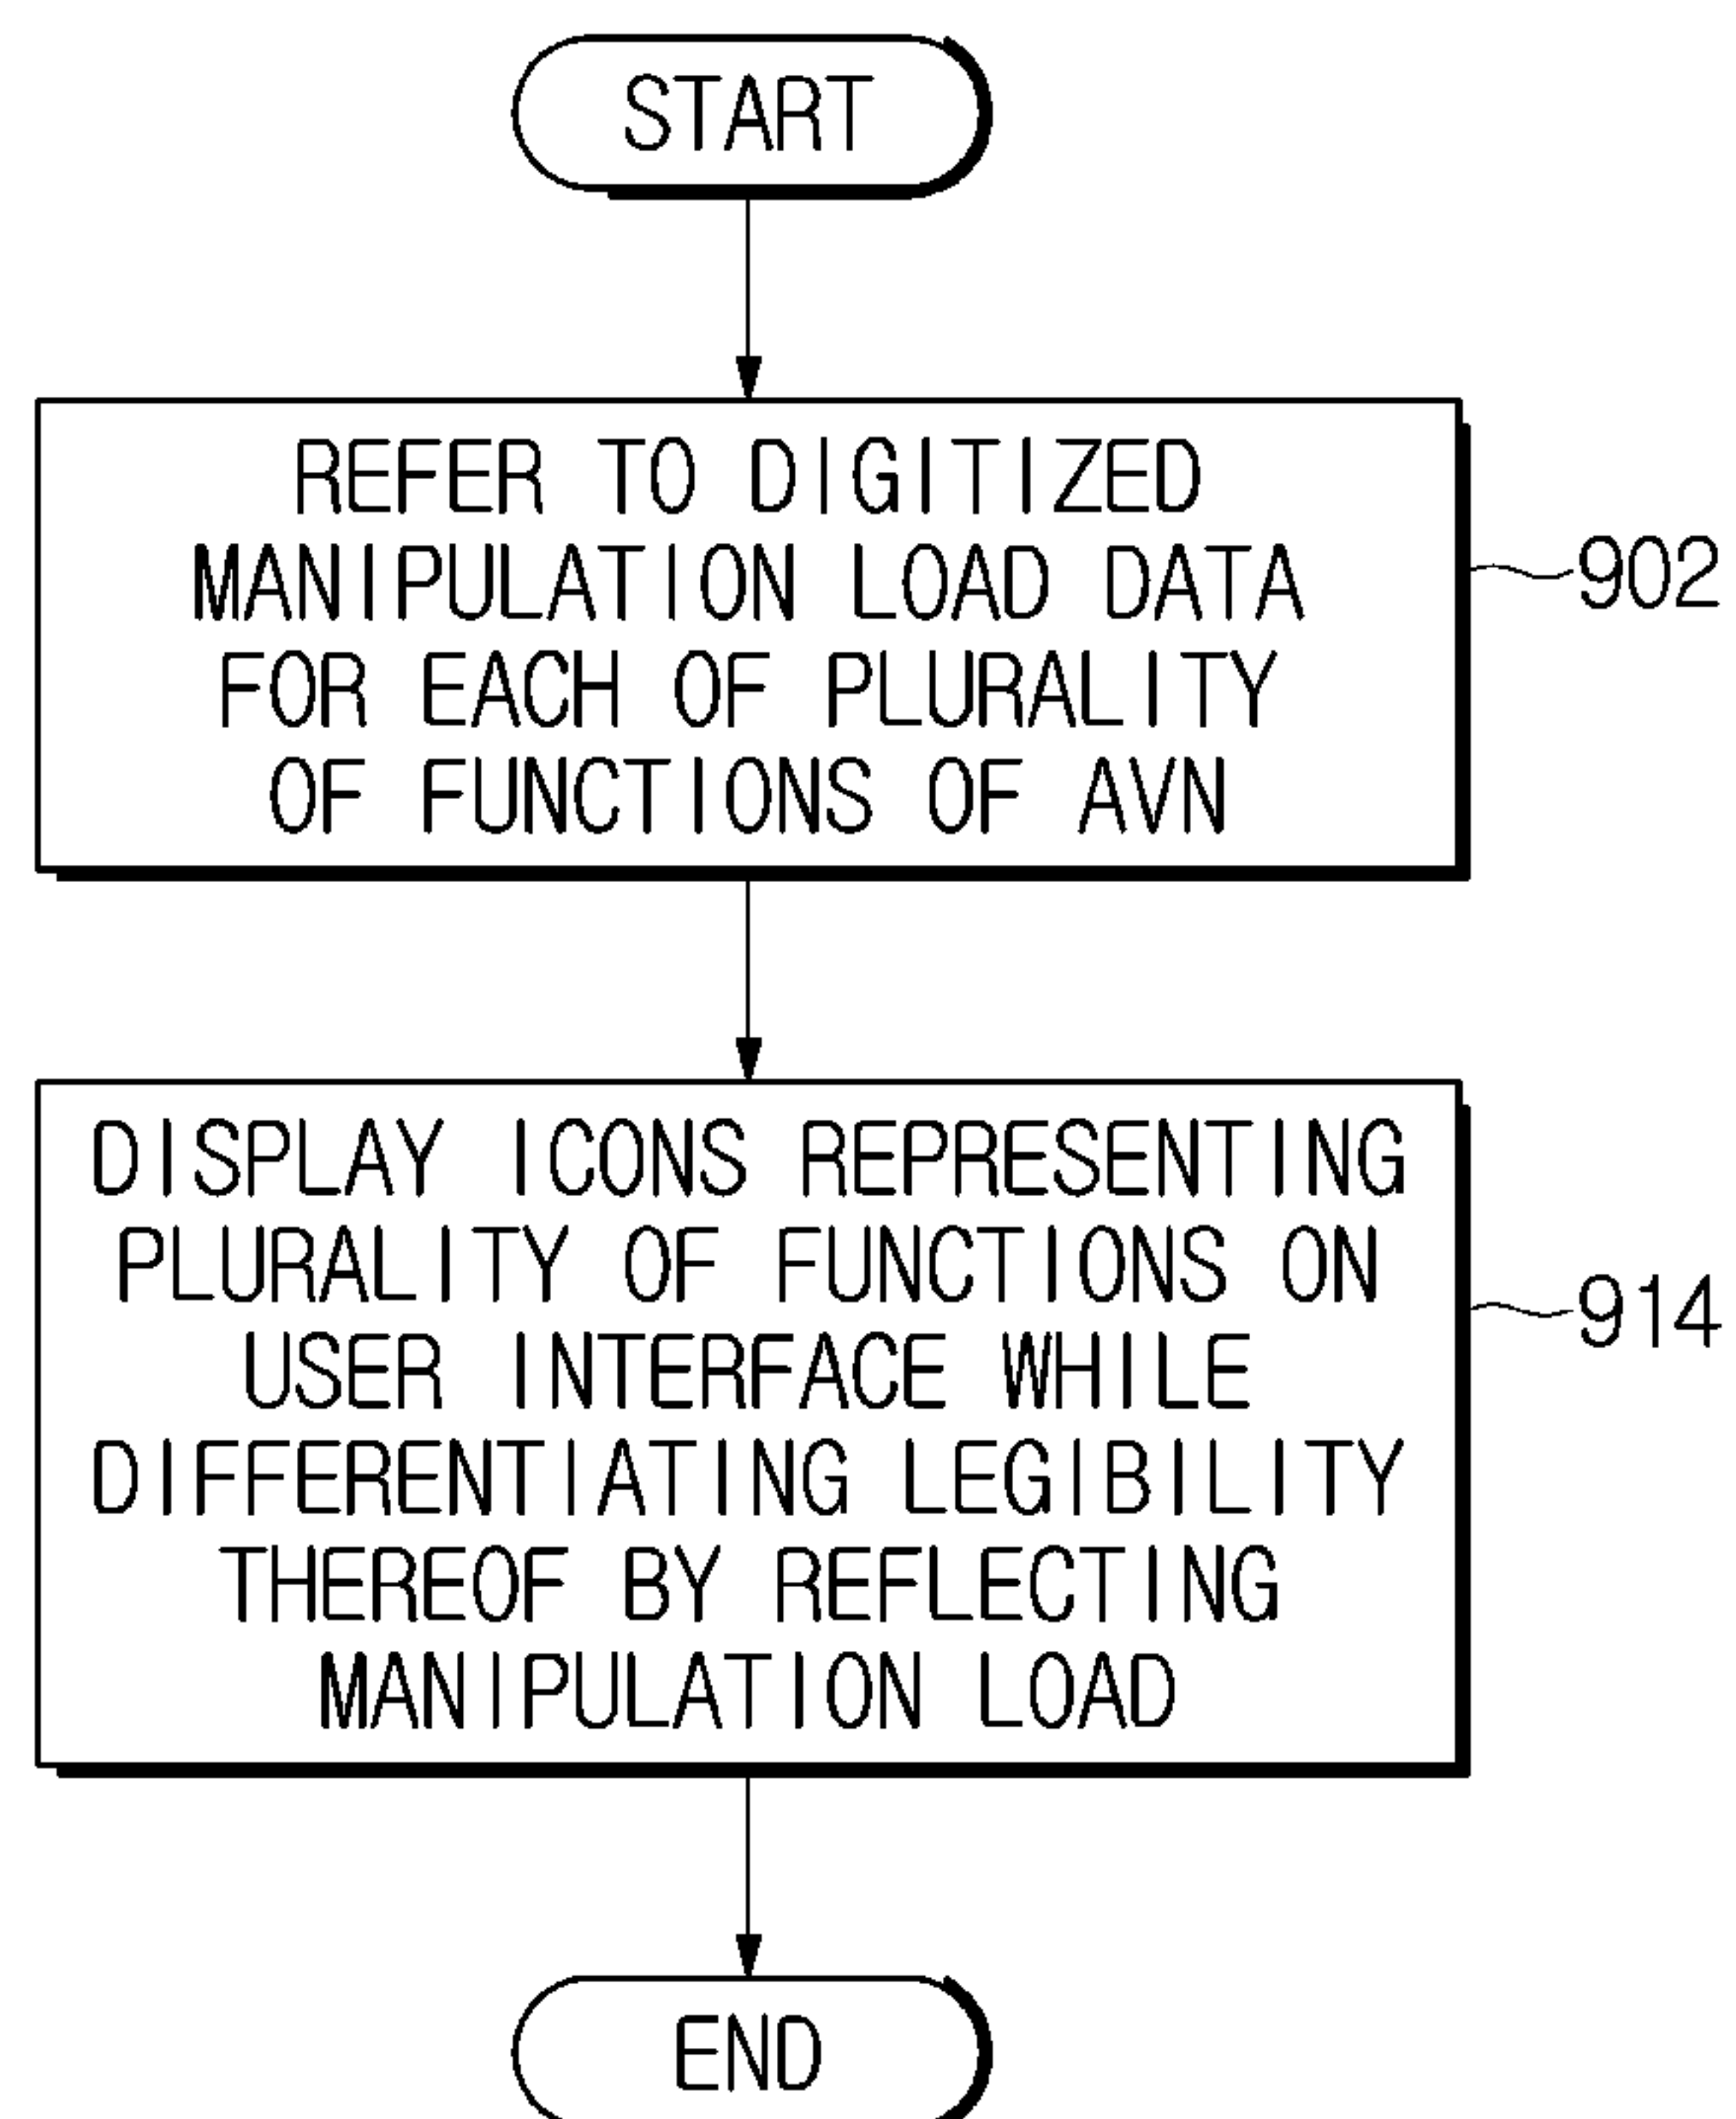 START
REFER TO DIGITIZED
MANIPULATION LOAD DATA
FOR EACH OF PLURALITY
OF FUNCTIONS OF AVN
902
DISPLAY ICONS REPRESENTING
PLURALITY OF FUNCTIONS ON
USER INTERFACE WHILE
DIFFERENTIATING LEGIBILITY
THEREOF BY REFLECTING
MANIPULATION LOAD
914
END